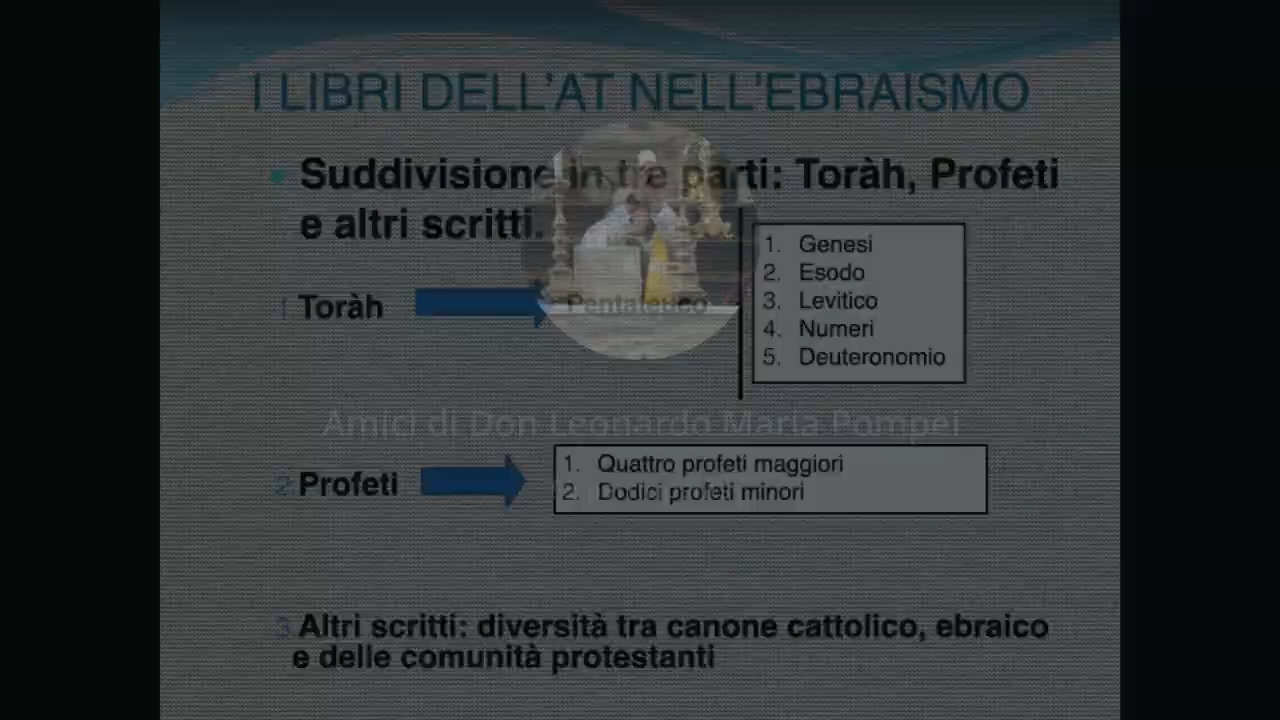 I LIBRI DELL'AT NELL'EBRAISMO
• Suddivisione in tre parti: Toràh, Profeti
e altri scritti.
1 Toràh
Pentateuco
1. Genesi
2. Esodo
3. Levitico
4. Numeri
5. Deuteronomio
Amici di Don Leonardo Maria Pompei
2 Profeti
1. Quattro profeti maggiori
2. Dodici profeti minori
3 Altri scritti: diversità tra canone cattolico, ebraico
e delle comunità protestanti